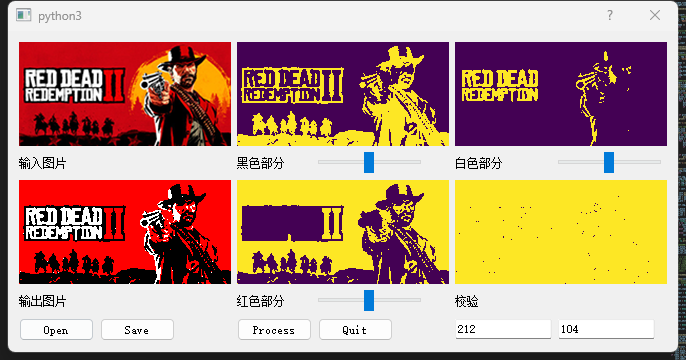 python3
?
RED DEAD
REDEMPTION II
RED DEAD
REDEMPTION II
RED DEAD
REDEMPTION
输入图片
黑色部分
白色部分
RED DEAD
REDEMPTION II
II
输出图片
红色部分
校验
Open
Save
Process
Quit
212
104